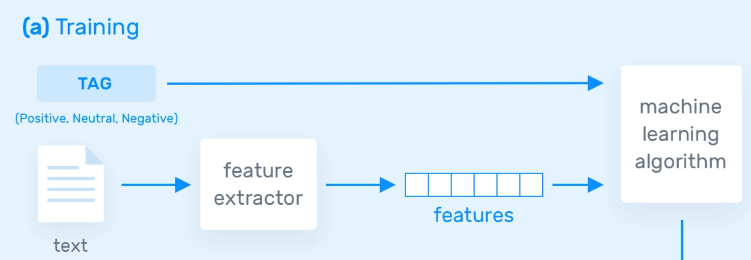 (a) Training
TAG
(Positive, Neutral, Negative)
machine
learning
algorithm
feature
extractor
features
text